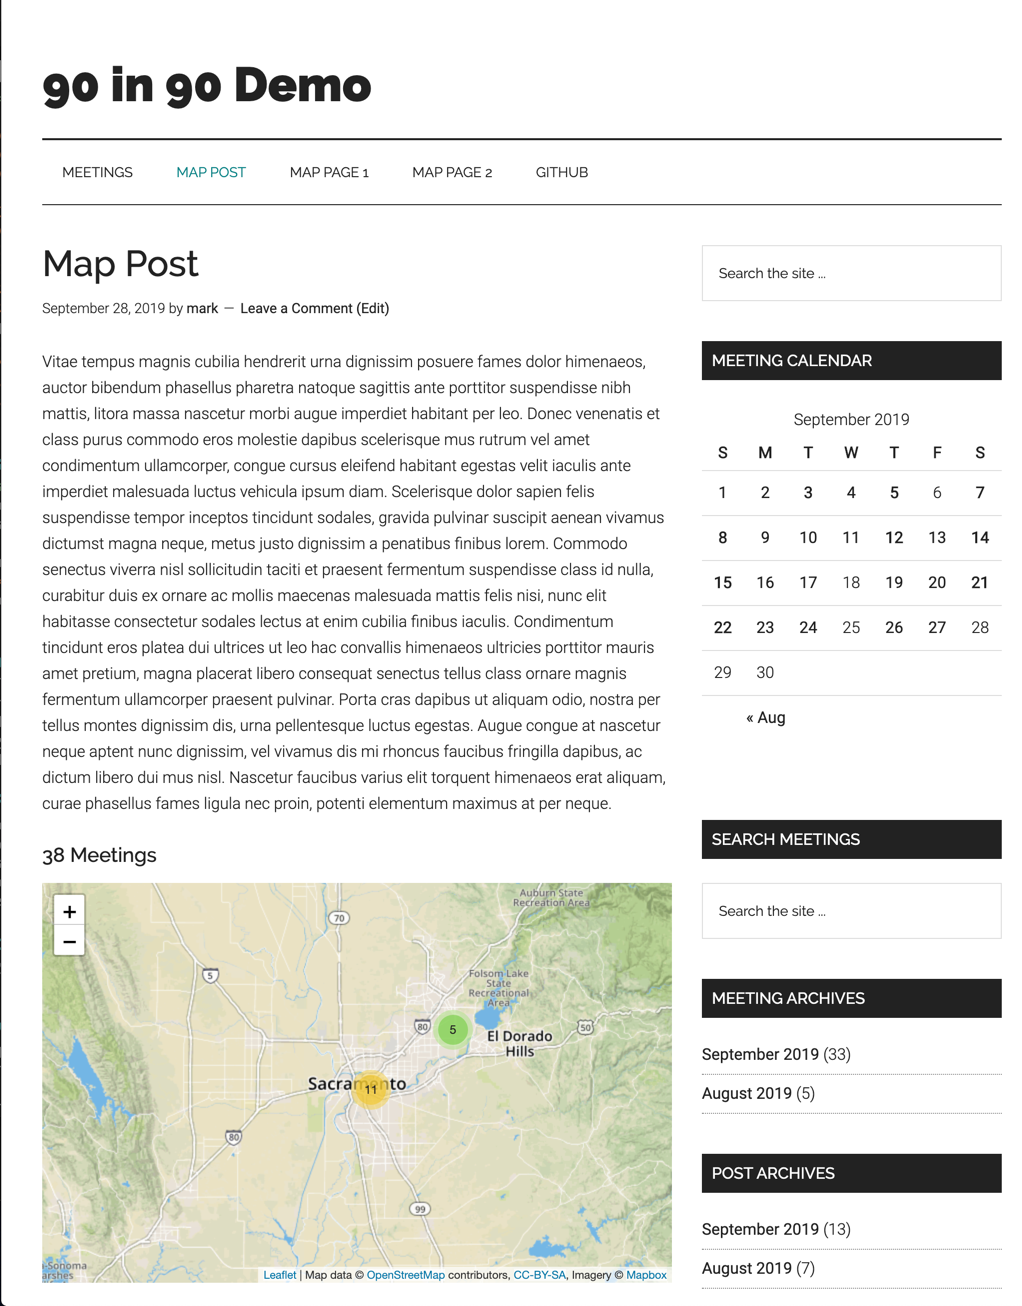 90 in 90 Demo
MEETINGS MAP POST MAP PAGE 1 MAP PAGE 2 GITHUB
Map Post
September 28, 2019 by mark — Leave a Comment (Edit)
Vitae tempus magnis cubilia hendrerit urna dignissim posuere fames dolor himenaeos,
auctor bibendum phasellus pharetra natoque sagittis ante porttitor suspendisse nibh
mattis, litora massa nascetur morbi augue imperdiet habitant per leo. Donec venenatis et
class purus commodo eros molestie dapibus scelerisque mus rutrum vel amet
condimentum ullamcorper, congue cursus eleifend habitant egestas velit iaculis ante
imperdiet malesuada luctus vehicula ipsum diam. Scelerisque dolor sapien felis
suspendisse tempor inceptos tincidunt sodales, gravida pulvinar suscipit aenean vivamus
dictumst magna neque, metus justo dignissim a penatibus finibus lorem. Commodo
senectus viverra nisl sollicitudin taciti et praesent fermentum suspendisse class id nulla,
curabitur duis ex ornare ac mollis maecenas malesuada mattis felis nisi, nunc elit
habitasse consectetur sodales lectus at enim cubilia finibus iaculis. Condimentum
tincidunt eros platea dui ultrices ut leo hac convallis himenaeos ultricies porttitor mauris
amet pretium, magna placerat libero consequat senectus tellus class ornare magnis
fermentum ullamcorper praesent pulvinar. Porta cras dapibus ut aliquam odio, nostra per
tellus montes dignissim dis, urna pellentesque luctus egestas. Augue congue at nascetur
neque aptent nunc dignissim, vel vivamus dis mi rhoncus faucibus fringilla dapibus, ac
dictum libero dui mus nisl. Nascetur faucibus varius elit torquent himenaeos erat aliquam,
curae phasellus fames ligula nec proin, potenti elementum maximus at per neque.
38 Meetings
+
−
Auburn State
Recreation Area
70
5
Folsom Lake
State
Recreational
Area
80
5
50
El Dorado
Hills
Sacramento
11
80
99
-Sonoma
arshes
Leaflet | Map data © OpenStreetMap contributors, CC-BY-SA, Imagery © Mapbox
Search the site ...
MEETING CALENDAR
September 2019
S M T W T F S
1 2 3 4 5 6 7
8 9 10 11 12 13 14
15 16 17 18 19 20 21
22 23 24 25 26 27 28
29 30
« Aug
SEARCH MEETINGS
Search the site ...
MEETING ARCHIVES
September 2019 (33)
August 2019 (5)
POST ARCHIVES
September 2019 (13)
August 2019 (7)